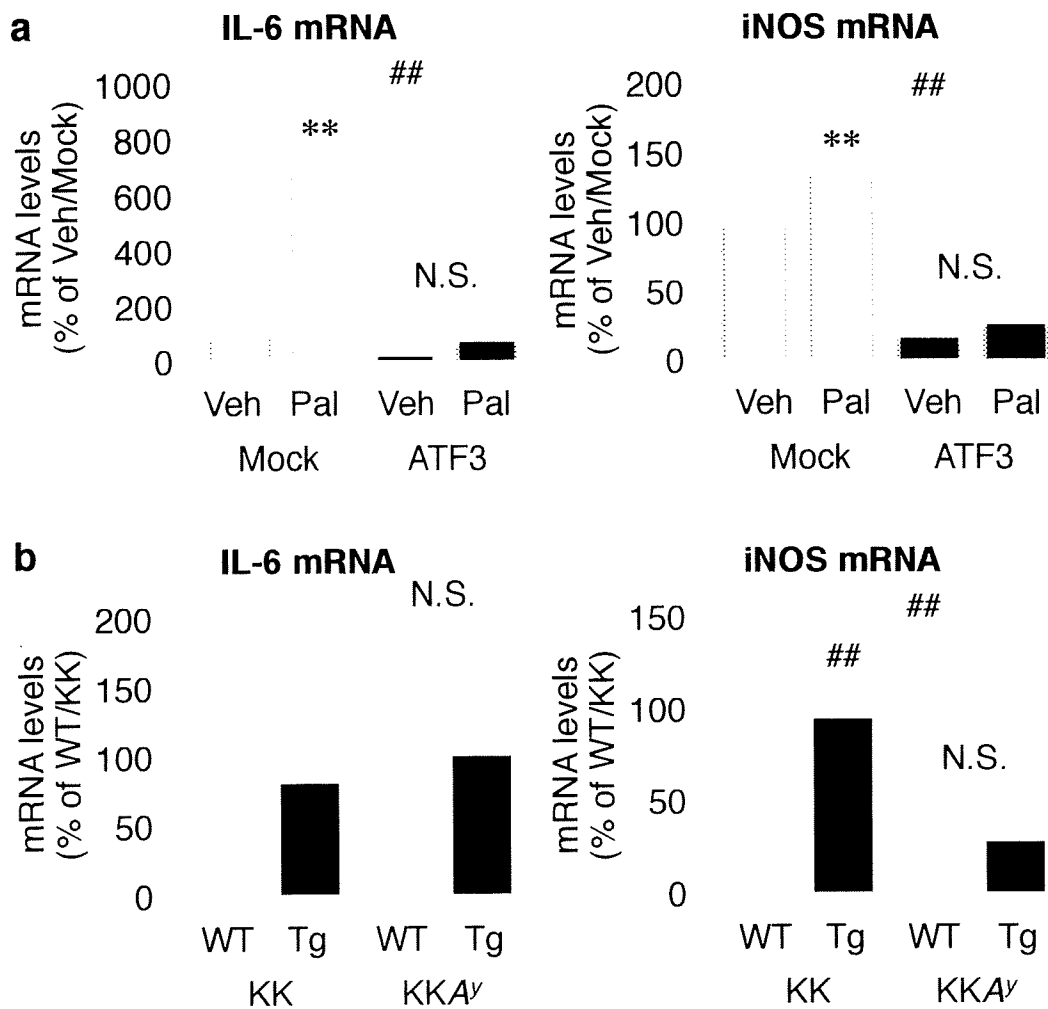 a
IL-6 mRNA
mRNA levels
(% of Veh/Mock)
1000
800
600
400
200
0
##
**
N.S.
Veh Pal Veh Pal
Mock ATF3
iNOS mRNA
mRNA levels
(% of Veh/Mock)
200
150
100
50
0
##
**
N.S.
Veh Pal Veh Pal
Mock ATF3
b
IL-6 mRNA
N.S.
mRNA levels
(% of WT/KK)
200
150
100
50
0
WT Tg WT Tg
KK KKAʸ
iNOS mRNA
mRNA levels
(% of WT/KK)
150
100
50
0
##
##
N.S.
WT Tg WT Tg
KK KKAʸ